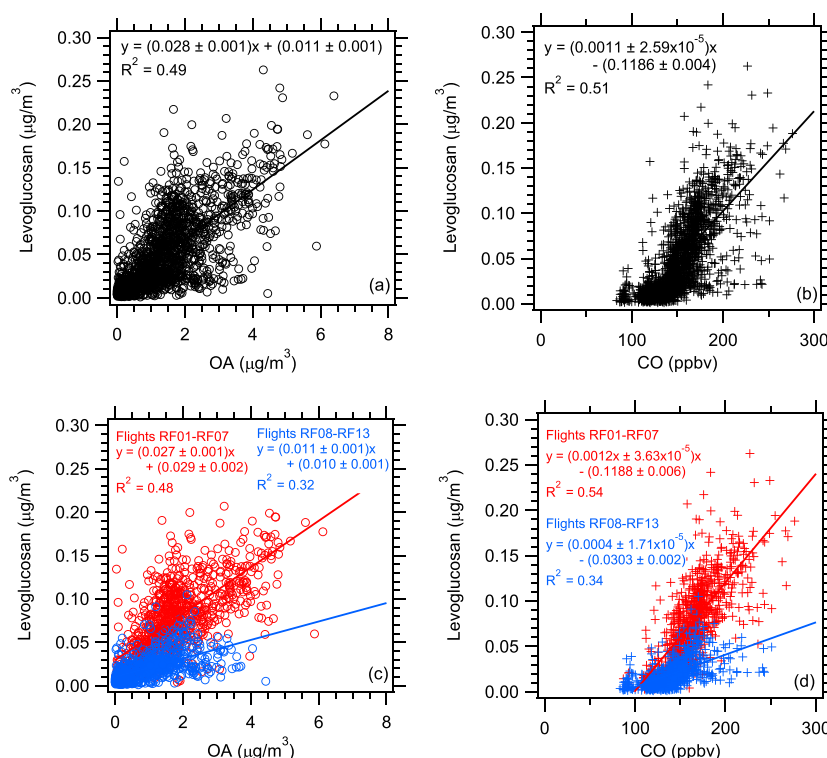 0.30
0.25
0.20
0.15
0.10
0.05
0.00
Levoglucosan (μg/m³)
y = (0.028 ± 0.001)x + (0.011 ± 0.001)
R² = 0.49
(a)
0 2 4 6 8
OA (μg/m³)
0.30
0.25
0.20
0.15
0.10
0.05
0.00
Levoglucosan (μg/m³)
y = (0.0011 ± 2.59x10⁻⁵)x
- (0.1186 ± 0.004)
R² = 0.51
(b)
0 100 200 300
CO (ppbv)
0.30
0.25
0.20
0.15
0.10
0.05
0.00
Levoglucosan (μg/m³)
Flights RF01-RF07
y = (0.027 ± 0.001)x
+ (0.029 ± 0.002)
R² = 0.48
Flights RF08-RF13
y = (0.011 ± 0.001)x
+ (0.010 ± 0.001)
R² = 0.32
(c)
0 2 4 6 8
OA (μg/m³)
0.30
0.25
0.20
0.15
0.10
0.05
0.00
Levoglucosan (μg/m³)
Flights RF01-RF07
y = (0.0012x ± 3.63x10⁻⁵)x
- (0.1188 ± 0.006)
R² = 0.54
Flights RF08-RF13
y = (0.0004 ± 1.71x10⁻⁵)x
- (0.0303 ± 0.002)
R² = 0.34
(d)
0 100 200 300
CO (ppbv)